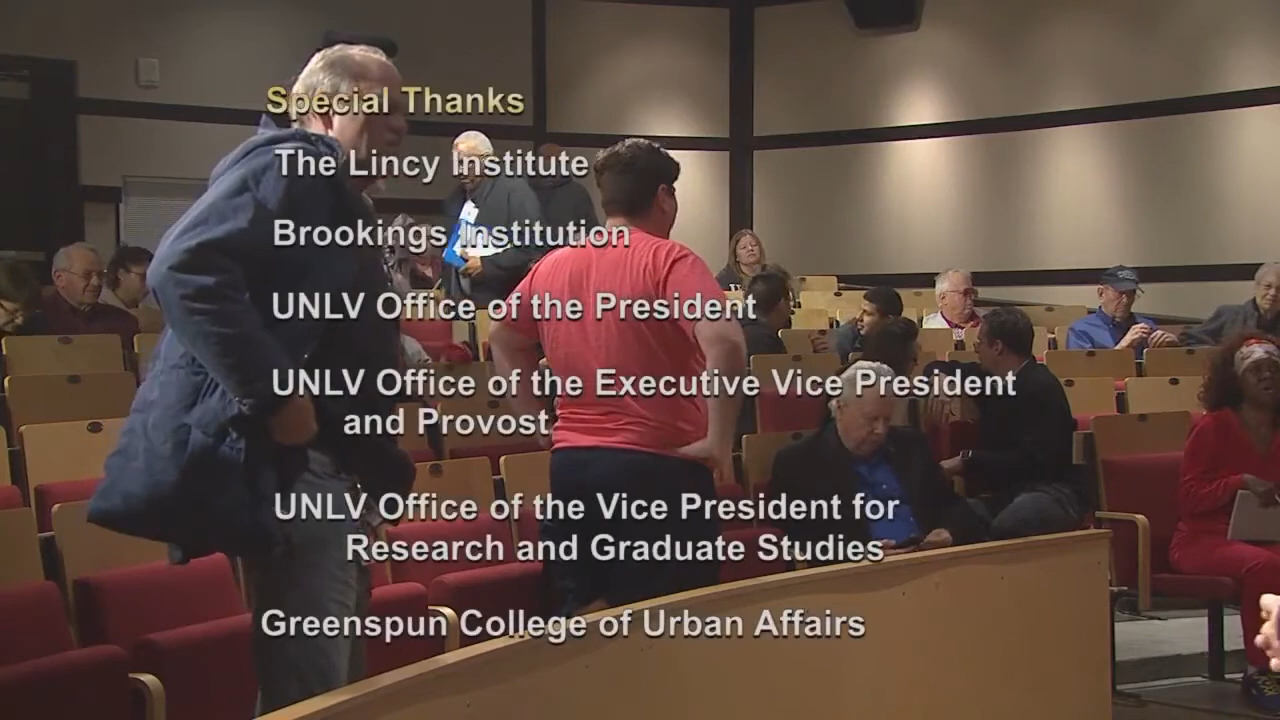 Special Thanks
The Lincy Institute
Brookings Institution
UNLV Office of the President
UNLV Office of the Executive Vice President
and Provost
UNLV Office of the Vice President for
Research and Graduate Studies
Greenspun College of Urban Affairs